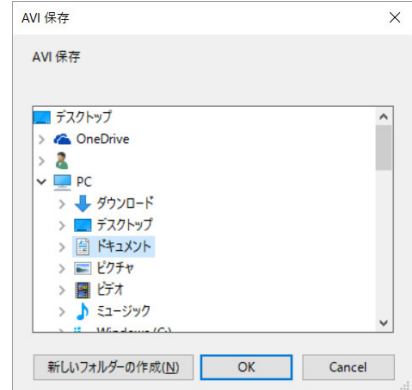 AVI 保存
AVI 保存
デスクトップ
OneDrive
PC
ダウンロード
デスクトップ
ドキュメント
ピクチャ
ビデオ
ミュージック
Windows (C:)
新しいフォルダーの作成(N) OK Cancel